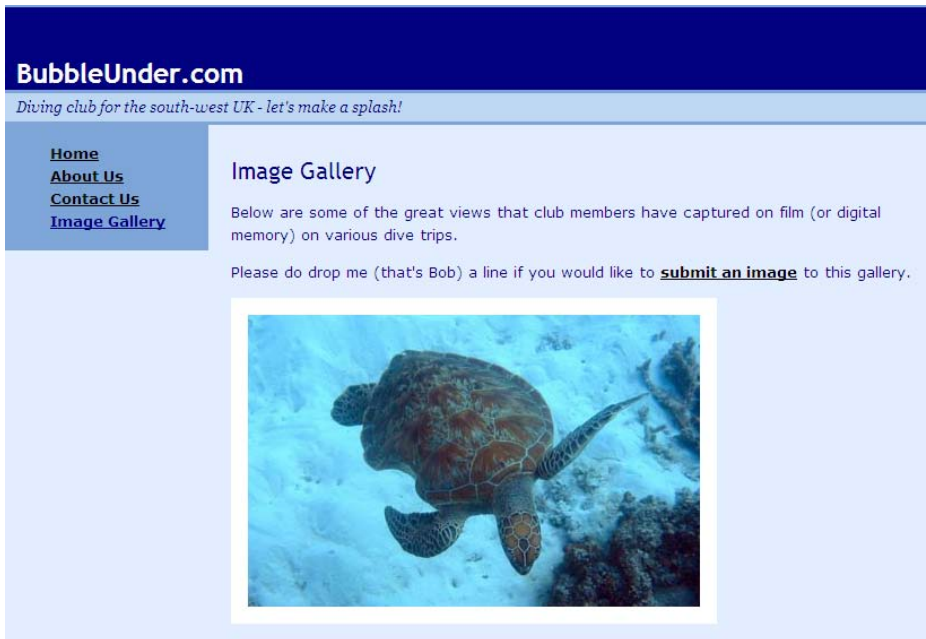 BubbleUnder.com
Diving club for the south-west UK - let's make a splash!
Home
About Us
Contact Us
Image Gallery
Image Gallery
Below are some of the great views that club members have captured on film (or digital
memory) on various dive trips.
Please do drop me (that's Bob) a line if you would like to submit an image to this gallery.